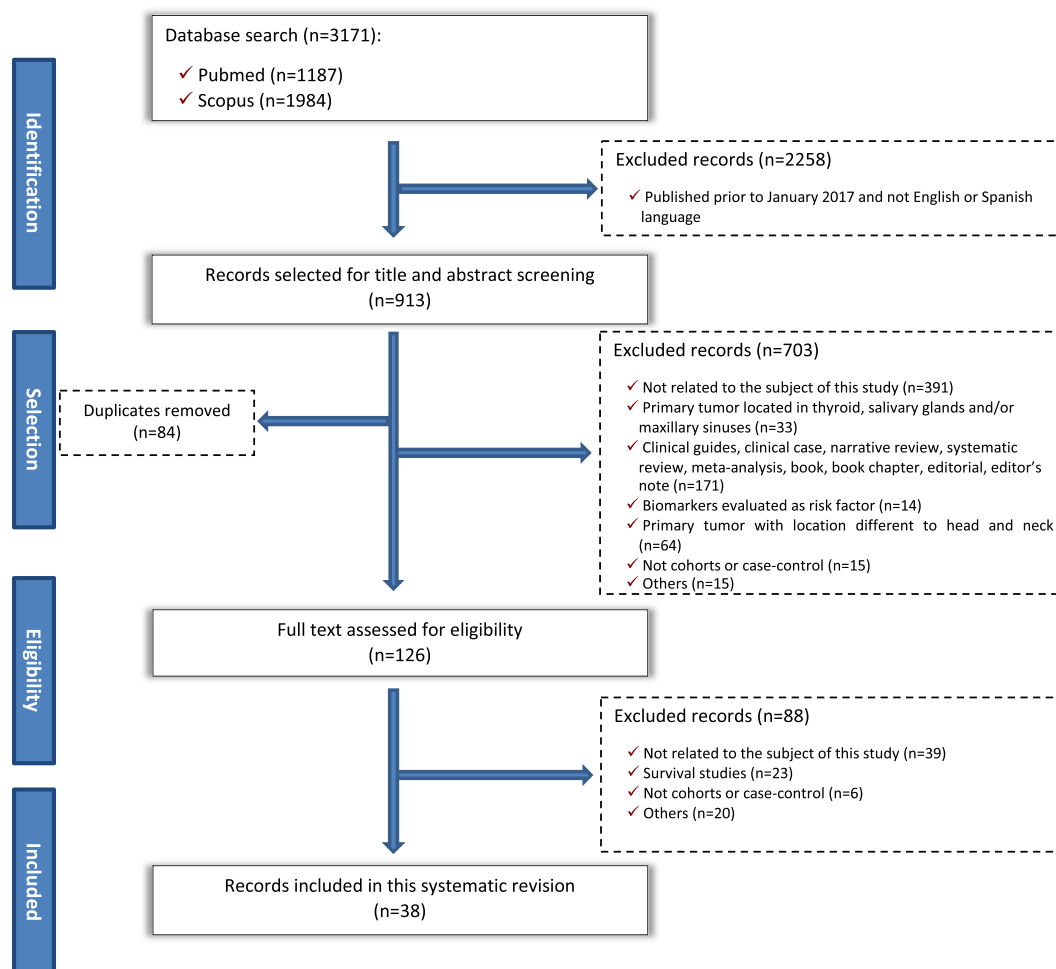 Identification
Database search (n=3171):
✓ Pubmed (n=1187)
✓ Scopus (n=1984)
Excluded records (n=2258)
✓ Published prior to January 2017 and not English or Spanish
language
Records selected for title and abstract screening
(n=913)
Selection
Duplicates removed
(n=84)
Excluded records (n=703)
✓ Not related to the subject of this study (n=391)
✓ Primary tumor located in thyroid, salivary glands and/or
maxillary sinuses (n=33)
✓ Clinical guides, clinical case, narrative review, systematic
review, meta-analysis, book, book chapter, editorial, editor's
note (n=171)
✓ Biomarkers evaluated as risk factor (n=14)
✓ Primary tumor with location different to head and neck
(n=64)
✓ Not cohorts or case-control (n=15)
✓ Others (n=15)
Eligibility
Full text assessed for eligibility
(n=126)
Excluded records (n=88)
✓ Not related to the subject of this study (n=39)
✓ Survival studies (n=23)
✓ Not cohorts or case-control (n=6)
✓ Others (n=20)
Included
Records included in this systematic revision
(n=38)